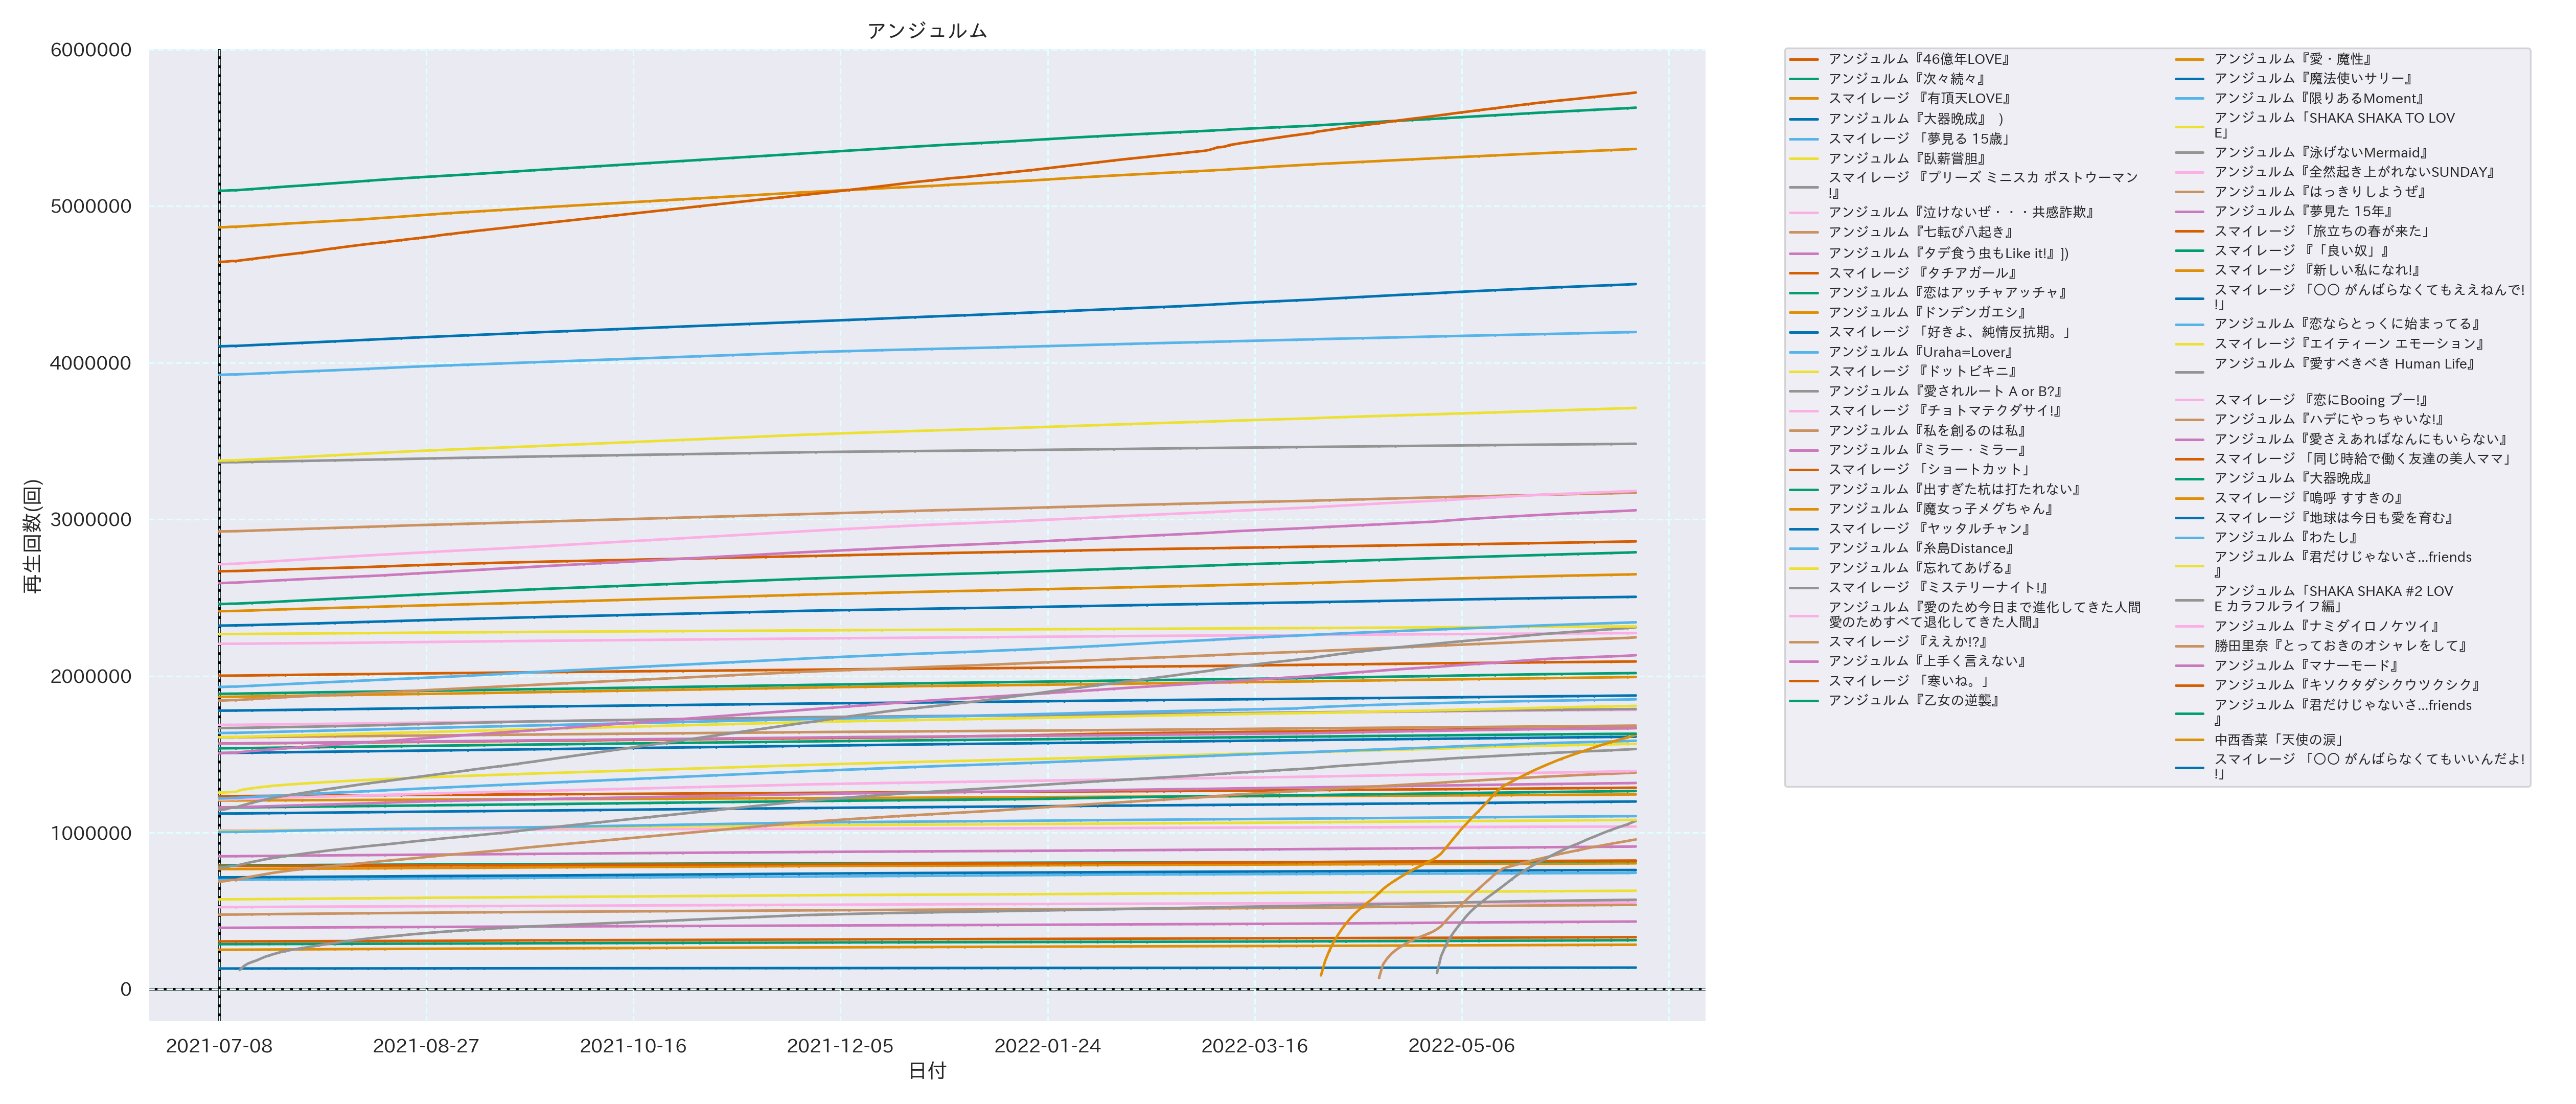 アンジュルム
6000000
5000000
4000000
3000000
2000000
1000000
0
再生回数(回)
2021-07-08
2021-08-27
2021-10-16
2021-12-05
2022-01-24
2022-03-16
2022-05-06
日付
アンジュルム『46億年LOVE』
アンジュルム『次々続々』
スマイレージ 『有頂天LOVE』
アンジュルム『大器晩成』 )
スマイレージ 「夢見る 15歳」
アンジュルム『臥薪嘗胆』
スマイレージ 『プリーズ ミニスカ ポストウーマン
!』
アンジュルム『泣けないぜ・・・共感詐欺』
アンジュルム『七転び八起き』
アンジュルム『タデ食う虫もLike it!』])
スマイレージ 『タチアガール』
アンジュルム『恋はアッチャアッチャ』
アンジュルム『ドンデンガエシ』
スマイレージ 「好きよ、純情反抗期。」
アンジュルム『Uraha=Lover』
スマイレージ 『ドットビキニ』
アンジュルム『愛されルート A or B?』
スマイレージ 『チョトマテクダサイ!』
アンジュルム『私を創るのは私』
アンジュルム『ミラー・ミラー』
スマイレージ 「ショートカット」
アンジュルム『出すぎた杭は打たれない』
アンジュルム『魔女っ子メグちゃん』
スマイレージ 『ヤッタルチャン』
アンジュルム『糸島Distance』
アンジュルム『忘れてあげる』
スマイレージ 『ミステリーナイト!』
アンジュルム『愛のため今日まで進化してきた人間
愛のためすべて退化してきた人間』
スマイレージ 『ええか!?』
アンジュルム『上手く言えない』
スマイレージ 「寒いね。」
アンジュルム『乙女の逆襲』
アンジュルム『愛・魔性』
アンジュルム『魔法使いサリー』
アンジュルム『限りあるMoment』
アンジュルム「SHAKA SHAKA TO LOV
E」
アンジュルム『泳げないMermaid』
アンジュルム『全然起き上がれないSUNDAY』
アンジュルム『はっきりしようぜ』
アンジュルム『夢見た 15年』
スマイレージ 「旅立ちの春が来た」
スマイレージ 『「良い奴」』
スマイレージ 『新しい私になれ!』
スマイレージ 「〇〇 がんばらなくてもええねんで!
!」
アンジュルム『恋ならとっくに始まってる』
スマイレージ『エイティーン エモーション』
アンジュルム『愛すべきべき Human Life』
スマイレージ 『恋にBooing ブー!』
アンジュルム『ハデにやっちゃいな!』
アンジュルム『愛さえあればなんにもいらない』
スマイレージ 「同じ時給で働く友達の美人ママ」
アンジュルム『大器晩成』
スマイレージ『嗚呼 すすきの』
スマイレージ『地球は今日も愛を育む』
アンジュルム『わたし』
アンジュルム『君だけじゃないさ...friends
』
アンジュルム「SHAKA SHAKA #2 LOV
E カラフルライフ編」
アンジュルム『ナミダイロノケツイ』
勝田里奈『とっておきのオシャレをして』
アンジュルム『マナーモード』
アンジュルム『キソクタダシクウツクシク』
アンジュルム『君だけじゃないさ...friends
』
中西香菜「天使の涙」
スマイレージ 「〇〇 がんばらなくてもいいんだよ!
!」